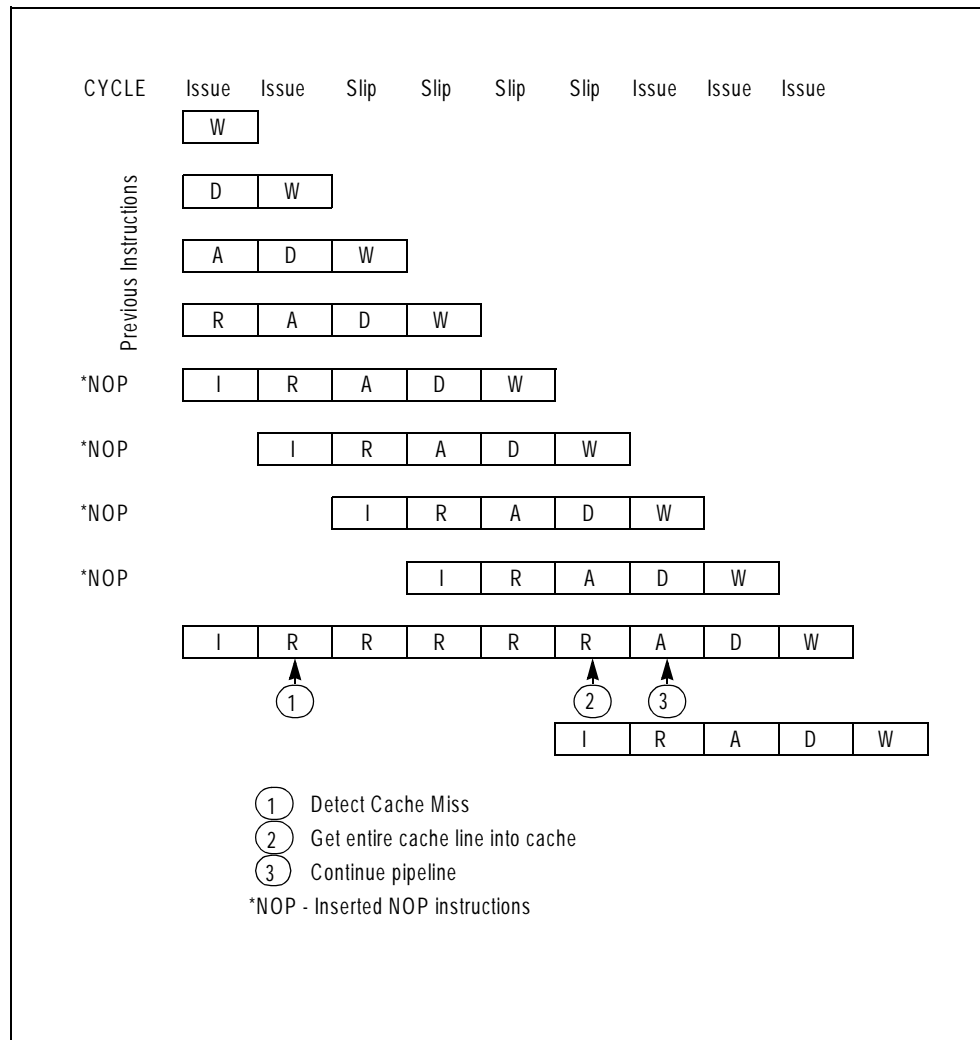 CYCLE Issue Issue Slip Slip Slip Slip Issue Issue Issue
W
Previous Instructions
D W
A D W
R A D W
*NOP I R A D W
*NOP I R A D W
*NOP I R A D W
*NOP I R A D W
I R R R R R A D W
1 2 3
I R A D W
1 Detect Cache Miss
2 Get entire cache line into cache
3 Continue pipeline
*NOP - Inserted NOP instructions